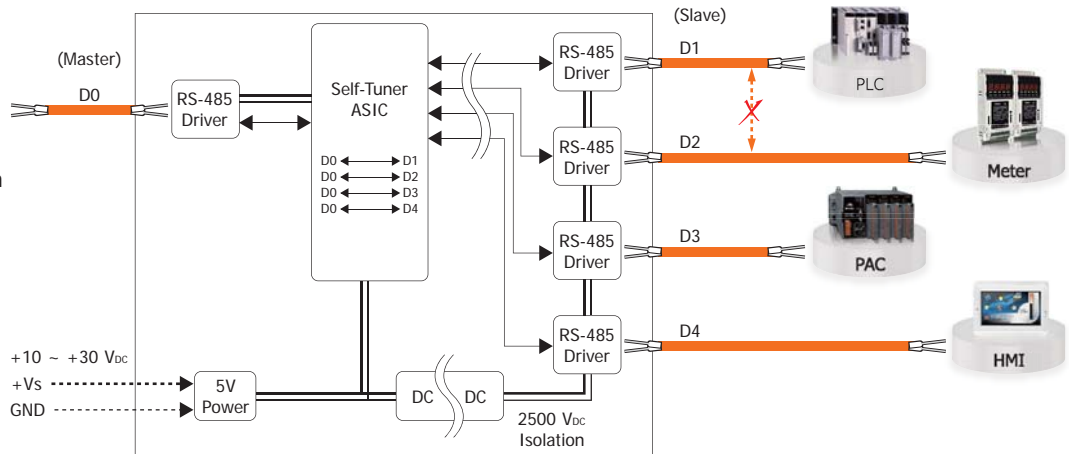 (Master)
D0
RS-485
Driver
Self-Tuner
ASIC
D0 D1
D0 D2
D0 D3
D0 D4
(Slave)
RS-485
Driver
D1
PLC
RS-485
Driver
D2
Meter
RS-485
Driver
D3
PAC
RS-485
Driver
D4
HMI
+10 ~ +30 VDC
+Vs
GND
5V
Power
DC DC
2500 VDC
Isolation